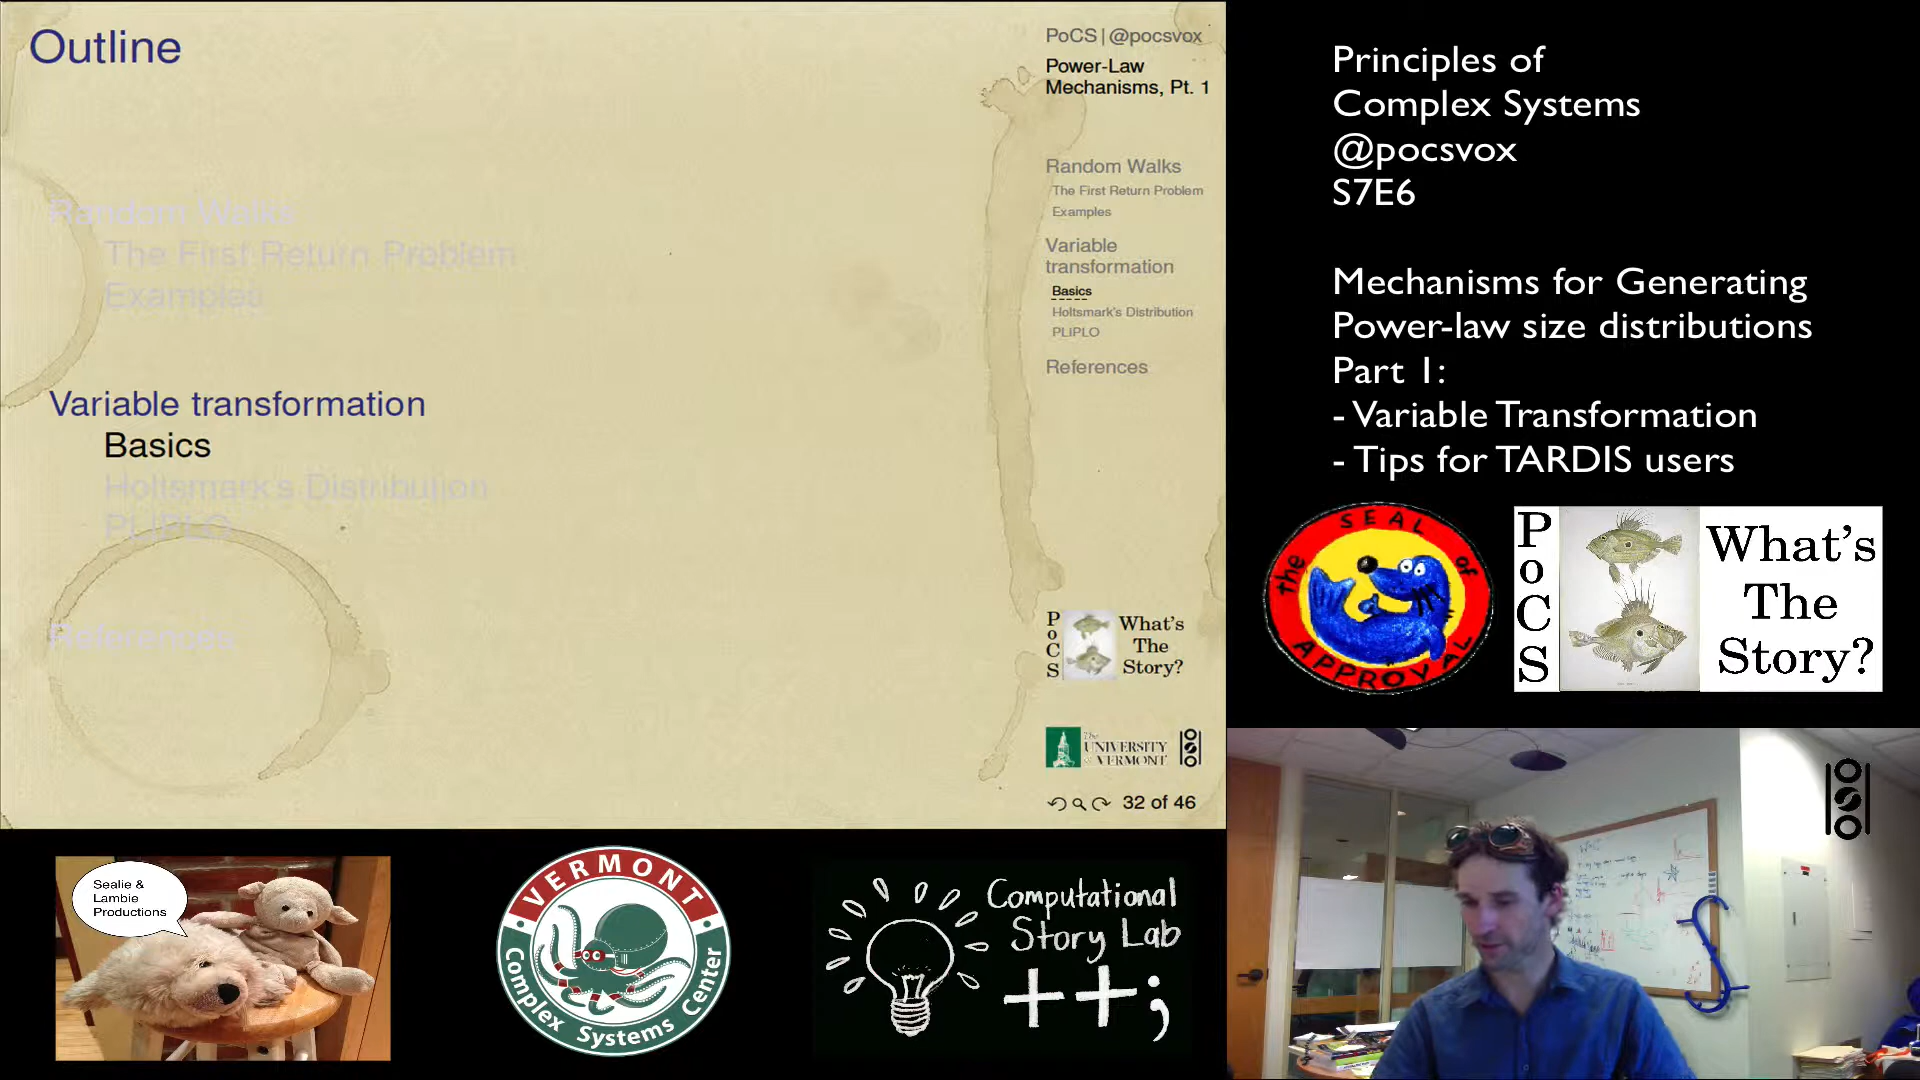 Outline
Random Walks
The First Return Problem
Examples
Variable transformation
Basics
Holtsmark's Distribution
PLIPLO
References
PoCS | @pocsvox
Power-Law
Mechanisms, Pt. 1
Random Walks
The First Return Problem
Examples
Variable
transformation
Basics
Holtsmark's Distribution
PLIPLO
References
PoCS
What's
The
Story?
The
UNIVERSITY
of VERMONT
32 of 46
Principles of
Complex Systems
@pocsvox
S7E6
Mechanisms for Generating
Power-law size distributions
Part 1:
- Variable Transformation
- Tips for TARDIS users
the SEAL of
APPROVAL
PoCS
What's
The
Story?
Sealie &
Lambie
Productions
VERMONT
Complex Systems Center
Computational
Story Lab
++;